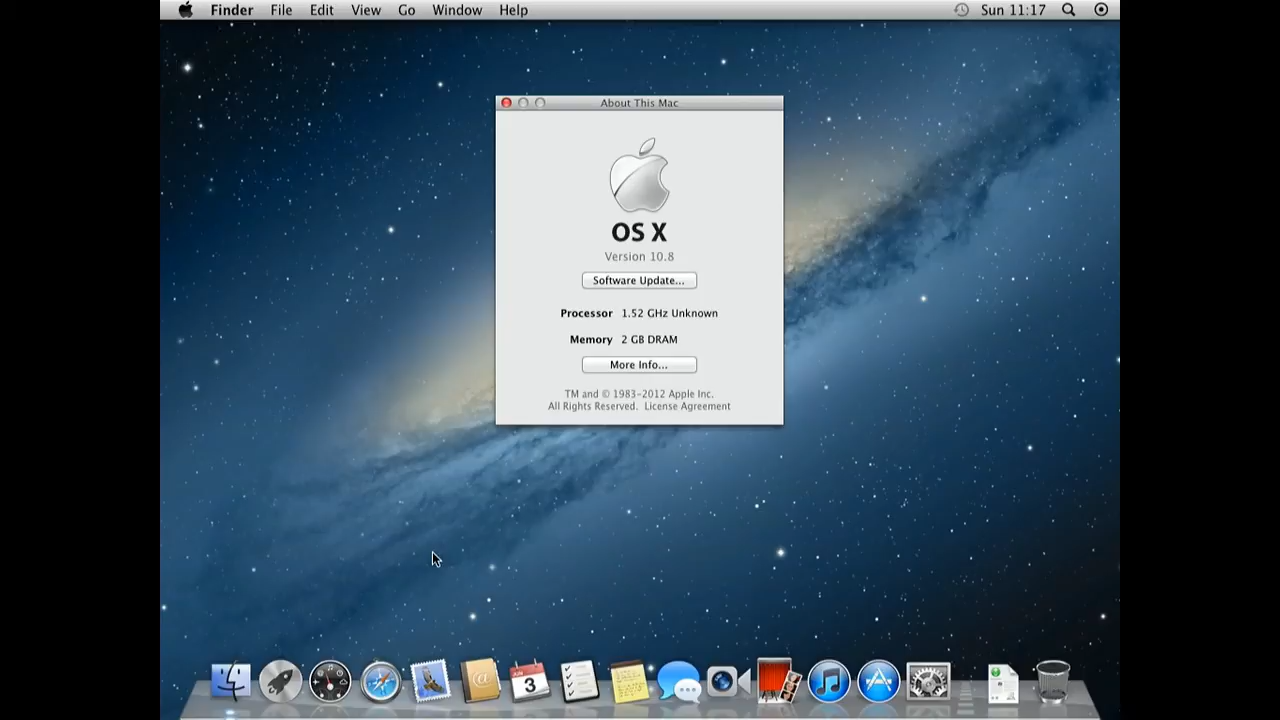 Finder File Edit View Go Window Help Sun 11:17
About This Mac
OS X
Version 10.8
Software Update...
Processor 1.52 GHz Unknown
Memory 2 GB DRAM
More Info...
TM and © 1983-2012 Apple Inc.
All Rights Reserved. License Agreement
3